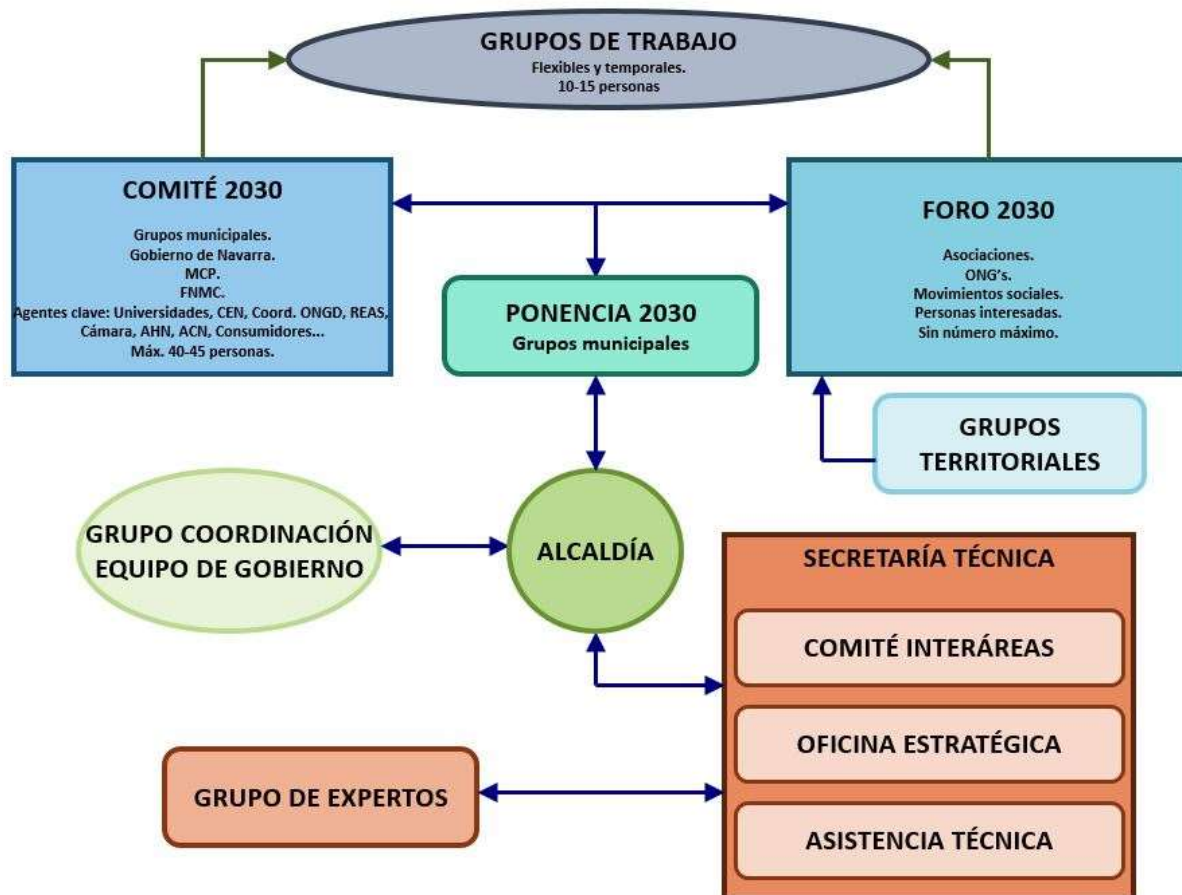 GRUPOS DE TRABAJO
Flexibles y temporales.
10-15 personas
COMITÉ 2030
Grupos municipales.
Gobierno de Navarra.
MCP.
FNMC.
Agentes clave: Universidades, CEN, Coord. ONGD, REAS,
Cámara, AHN, ACN, Consumidores...
Máx. 40-45 personas.
FORO 2030
Asociaciones.
ONG's.
Movimientos sociales.
Personas interesadas.
Sin número máximo.
PONENCIA 2030
Grupos municipales
GRUPOS
TERRITORIALES
GRUPO COORDINACIÓN
EQUIPO DE GOBIERNO
ALCALDÍA
SECRETARÍA TÉCNICA
COMITÉ INTERÁREAS
OFICINA ESTRATÉGICA
ASISTENCIA TÉCNICA
GRUPO DE EXPERTOS